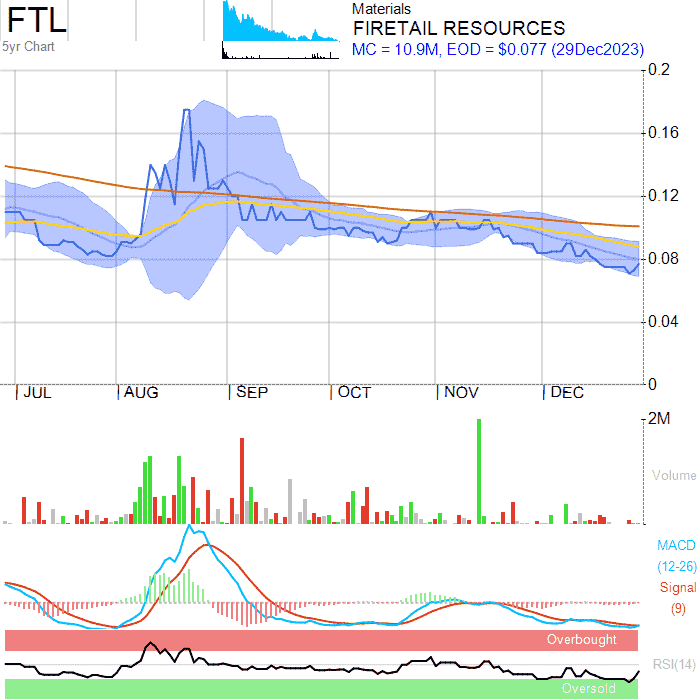 FTL
5yr Chart
Materials
FIRETAIL RESOURCES
MC = 10.9M, EOD = $0.077 (29Dec2023)
0.2
0.16
0.12
0.08
0.04
0
JUL AUG SEP OCT NOV DEC
2M
Volume
MACD
(12-26)
Signal
(9)
Overbought
RSI(14)
Oversold